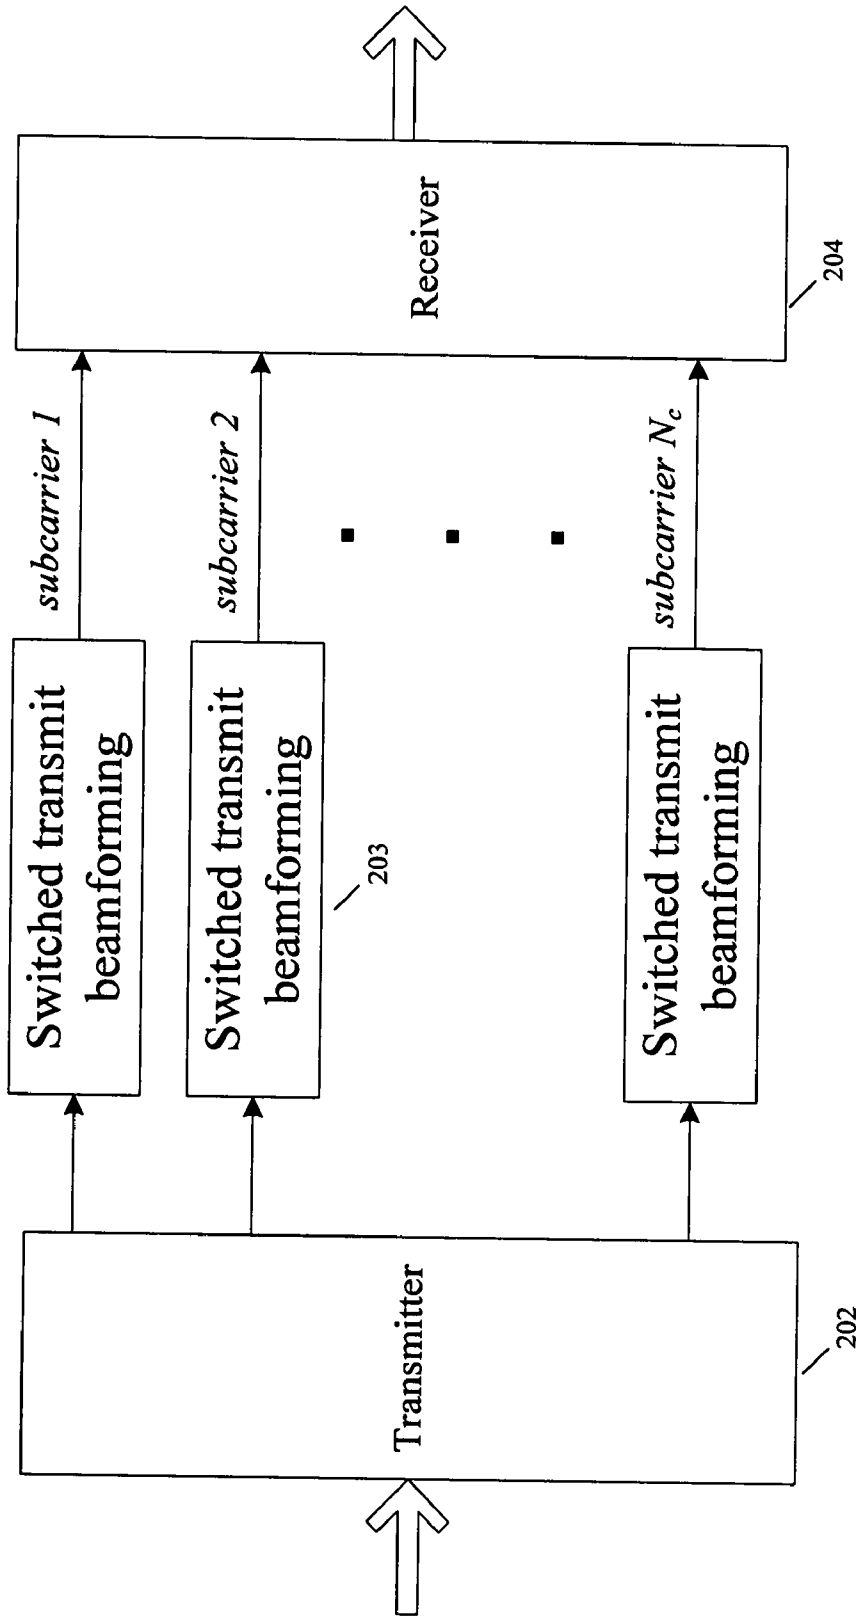 Transmitter
202
Switched transmit
beamforming
subcarrier 1
Switched transmit
beamforming
203
subcarrier 2
Switched transmit
beamforming
subcarrier N_c
Receiver
204